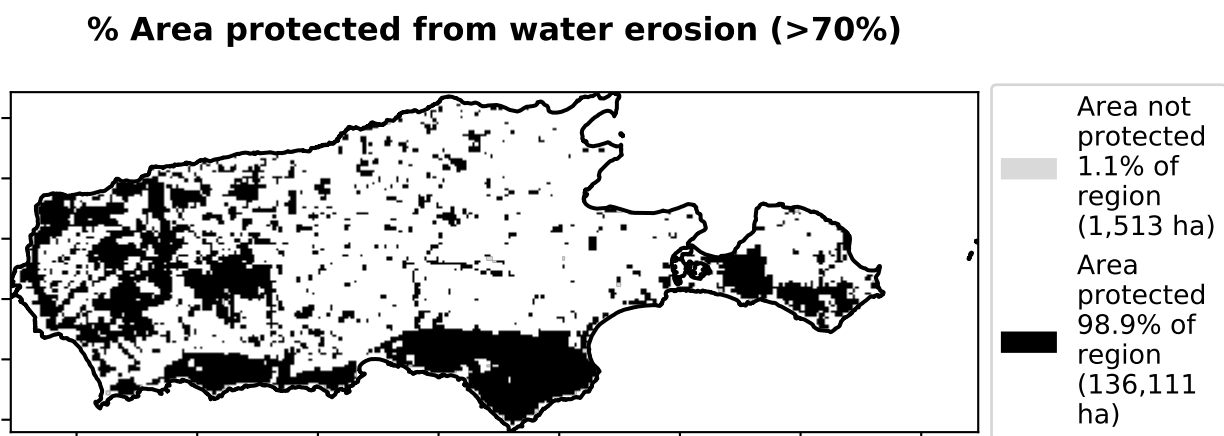 % Area protected from water erosion (>70%)
Area not
protected
1.1% of
region
(1,513 ha)
Area
protected
98.9% of
region
(136,111
ha)